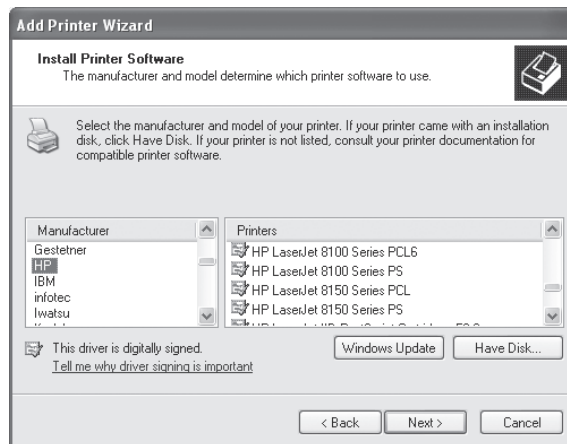 Add Printer Wizard
Install Printer Software
The manufacturer and model determine which printer software to use.
Select the manufacturer and model of your printer. If your printer came with an installation
disk, click Have Disk. If your printer is not listed, consult your printer documentation for
compatible printer software.
Manufacturer
Gestetner
HP
IBM
infotec
Iwatsu
Printers
HP LaserJet 8100 Series PCL6
HP LaserJet 8100 Series PS
HP LaserJet 8150 Series PCL
HP LaserJet 8150 Series PS
This driver is digitally signed.
Tell me why driver signing is important
Windows Update
Have Disk...
< Back
Next >
Cancel